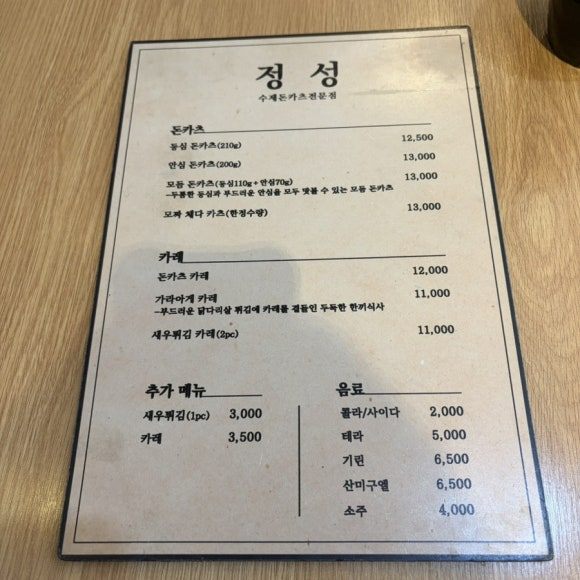 정 성
수제돈카츠전문점
돈카츠
등심 돈카츠(210g) 12,500
안심 돈카츠(200g) 13,000
모듬 돈카츠(등심110g + 안심70g) 13,000
-두툼한 등심과 부드러운 안심을 모두 맛볼 수 있는 모듬 돈카츠
모짜 체다 카츠(한정수량) 13,000
카레
돈카츠 카레 12,000
가라아게 카레 11,000
-부드러운 닭다리살 튀김에 카레를 곁들인 두둑한 한끼식사
새우튀김 카레(2pc) 11,000
추가 메뉴
새우튀김(1pc) 3,000
카레 3,500
음료
콜라/사이다 2,000
테라 5,000
기린 6,500
산미구엘 6,500
소주 4,000